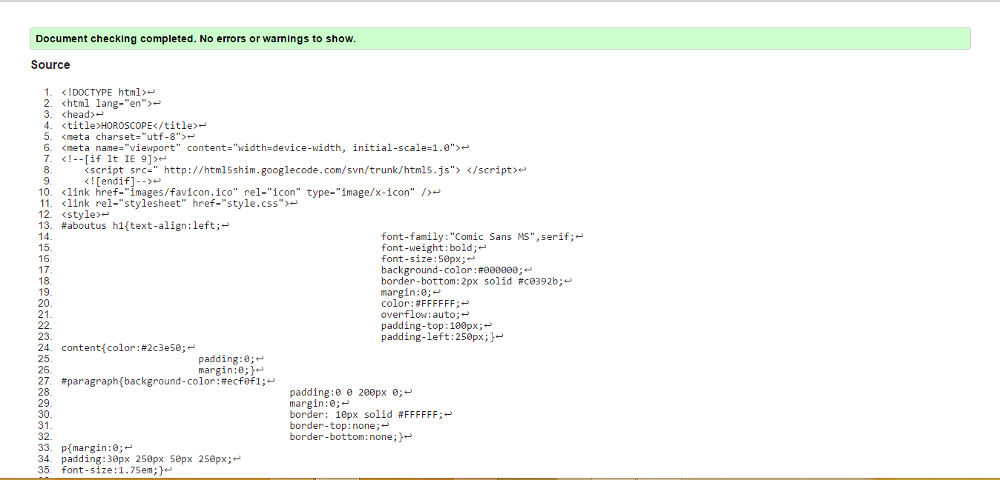 Document checking completed. No errors or warnings to show.
Source
1. <!DOCTYPE html>↩
2. <html lang="en">↩
3. <head>↩
4. <title>HOROSCOPE</title>↩
5. <meta charset="utf-8">↩
6. <meta name="viewport" content="width=device-width, initial-scale=1.0">↩
7. <!--[if lt IE 9]>↩
8. <script src=" http://html5shim.googlecode.com/svn/trunk/html5.js"> </script>↩
9. <![endif]-->↩
10. <link href="images/favicon.ico" rel="icon" type="image/x-icon" />↩
11. <link rel="stylesheet" href="style.css">↩
12. <style>↩
13. #aboutus h1{text-align:left;↩
14. font-family:"Comic Sans MS",serif;↩
15. font-weight:bold;↩
16. font-size:50px;↩
17. background-color:#000000;↩
18. border-bottom:2px solid #c0392b;↩
19. margin:0;↩
20. color:#FFFFFF;↩
21. overflow:auto;↩
22. padding-top:100px;↩
23. padding-left:250px;}↩
24. content{color:#2c3e50;↩
25. padding:0;↩
26. margin:0;}↩
27. #paragraph{background-color:#ecf0f1;↩
28. padding:0 0 200px 0;↩
29. margin:0;↩
30. border: 10px solid #FFFFFF;↩
31. border-top:none;↩
32. border-bottom:none;}↩
33. p{margin:0;↩
34. padding:30px 250px 50px 250px;↩
35. font-size:1.75em;}↩